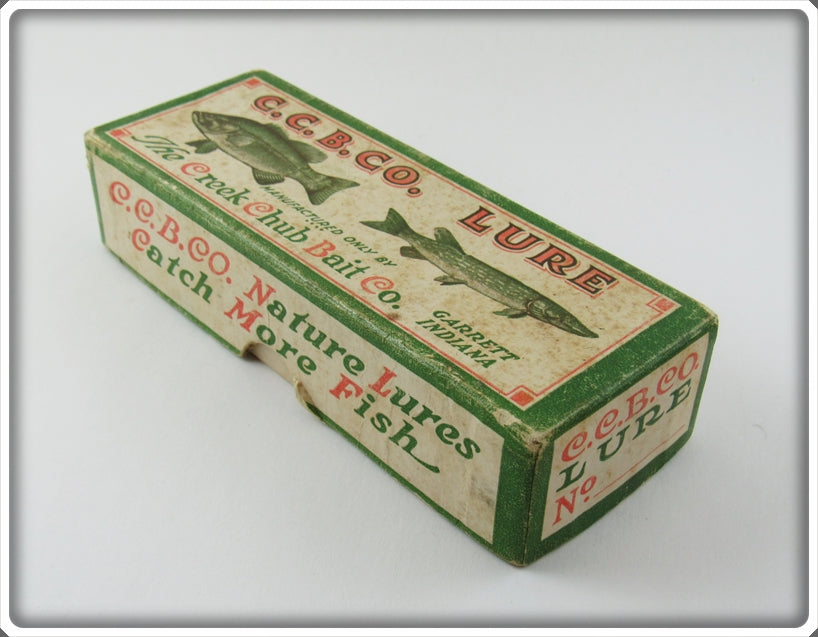 C.C.B.CO. LURE
MANUFACTURED ONLY BY
The Creek Chub Bait Co.
GARRETT
INDIANA
C.C.B.CO. Nature Lures
Catch More Fish
C.C.B.CO.
LURE
No